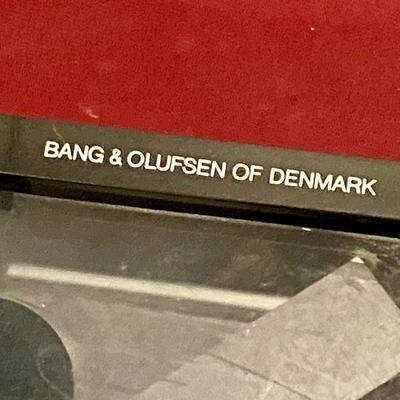 BANG & OLUFSEN OF DENMARK